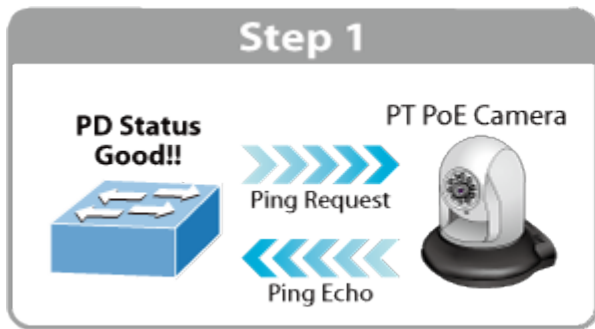 Step 1
PD Status
Good!!
PT PoE Camera
Ping Request
Ping Echo